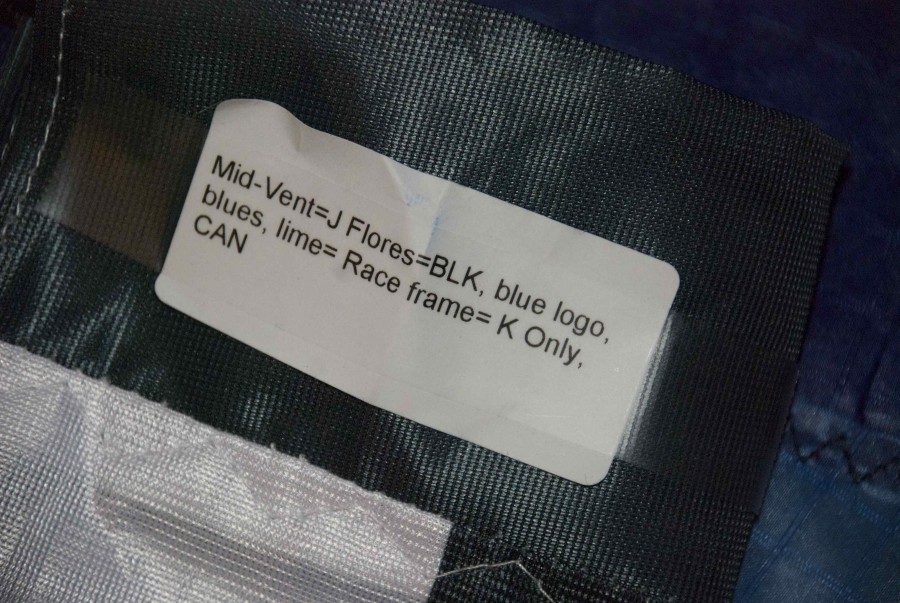 Mid-Vent=J Flores=BLK, blue logo,
blues, lime= Race frame= K Only,
CAN